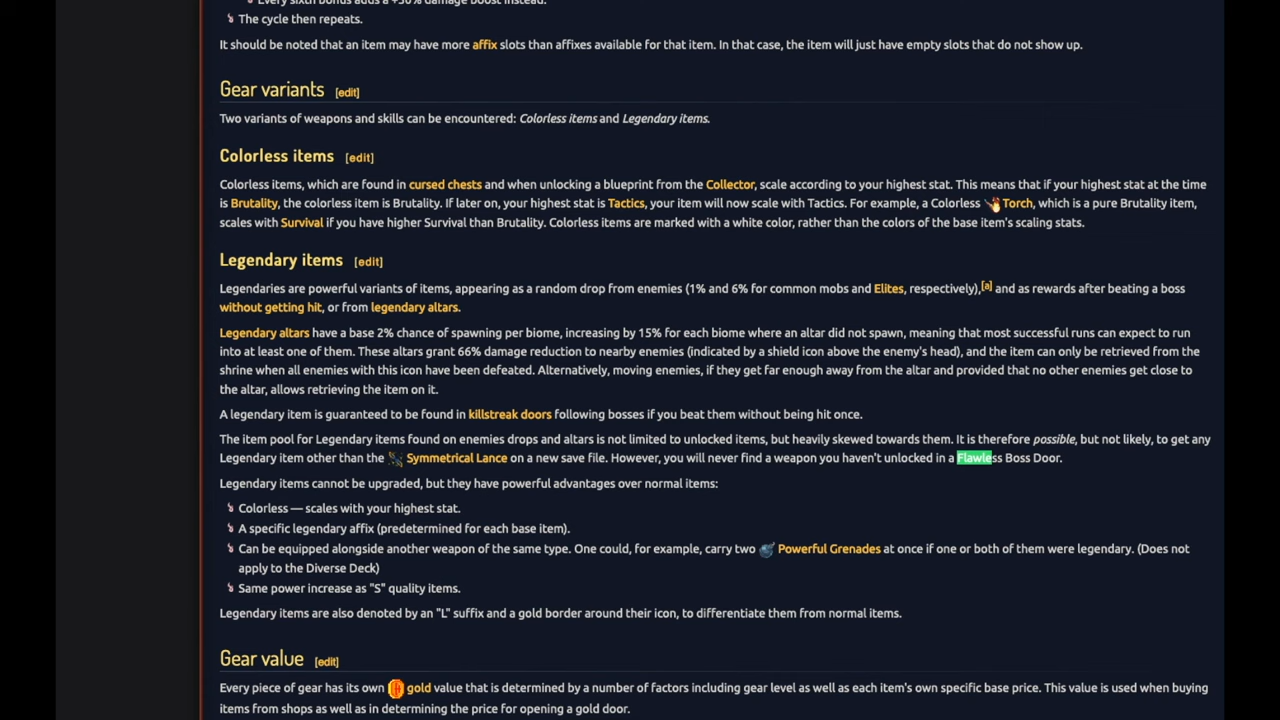 Every sixth bonus adds a +30% damage boost instead.
The cycle then repeats.
It should be noted that an item may have more affix slots than affixes available for that item. In that case, the item will just have empty slots that do not show up.
Gear variants [edit]
Two variants of weapons and skills can be encountered: Colorless items and Legendary items.
Colorless items [edit]
Colorless items, which are found in cursed chests and when unlocking a blueprint from the Collector, scale according to your highest stat. This means that if your highest stat at the time
is Brutality, the colorless item is Brutality. If later on, your highest stat is Tactics, your item will now scale with Tactics. For example, a Colorless Torch, which is a pure Brutality item,
scales with Survival if you have higher Survival than Brutality. Colorless items are marked with a white color, rather than the colors of the base item's scaling stats.
Legendary items [edit]
Legendaries are powerful variants of items, appearing as a random drop from enemies (1% and 6% for common mobs and Elites, respectively),[a] and as rewards after beating a boss
without getting hit, or from legendary altars.
Legendary altars have a base 2% chance of spawning per biome, increasing by 15% for each biome where an altar did not spawn, meaning that most successful runs can expect to run
into at least one of them. These altars grant 66% damage reduction to nearby enemies (indicated by a shield icon above the enemy's head), and the item can only be retrieved from the
shrine when all enemies with this icon have been defeated. Alternatively, moving enemies, if they get far enough away from the altar and provided that no other enemies get close to
the altar, allows retrieving the item on it.
A legendary item is guaranteed to be found in killstreak doors following bosses if you beat them without being hit once.
The item pool for Legendary items found on enemies drops and altars is not limited to unlocked items, but heavily skewed towards them. It is therefore possible, but not likely, to get any
Legendary item other than the Symmetrical Lance on a new save file. However, you will never find a weapon you haven't unlocked in a Flawless Boss Door.
Legendary items cannot be upgraded, but they have powerful advantages over normal items:
Colorless — scales with your highest stat.
A specific legendary affix (predetermined for each base item).
Can be equipped alongside another weapon of the same type. One could, for example, carry two Powerful Grenades at once if one or both of them were legendary. (Does not
apply to the Diverse Deck)
Same power increase as "S" quality items.
Legendary items are also denoted by an "L" suffix and a gold border around their icon, to differentiate them from normal items.
Gear value [edit]
Every piece of gear has its own gold value that is determined by a number of factors including gear level as well as each item's own specific base price. This value is used when buying
items from shops as well as in determining the price for opening a gold door.